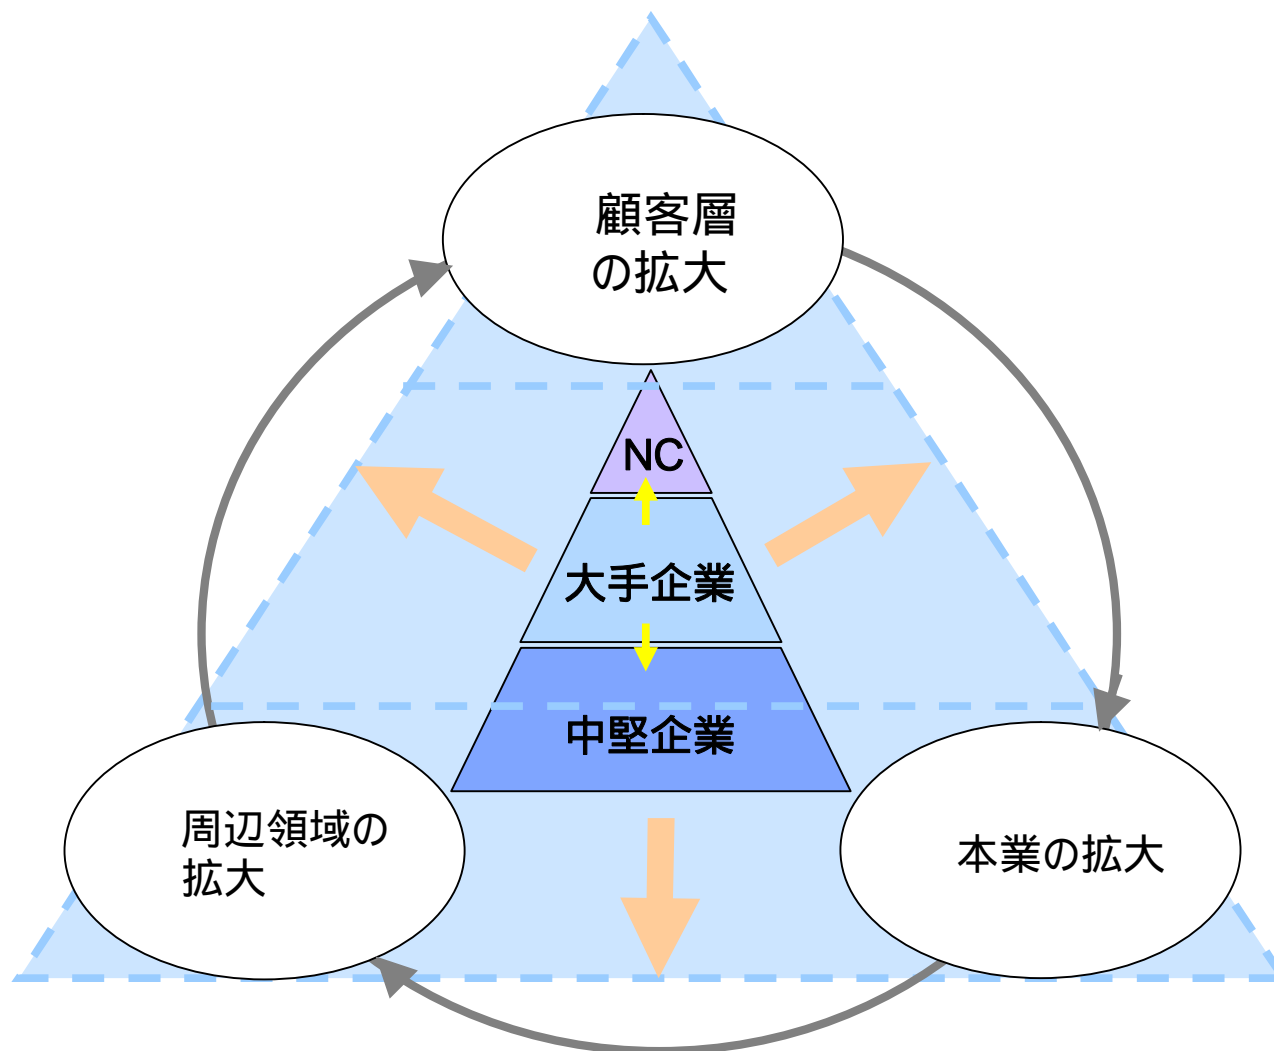 顧客層
の拡大
NC
大手企業
中堅企業
周辺領域の
拡大
本業の拡大